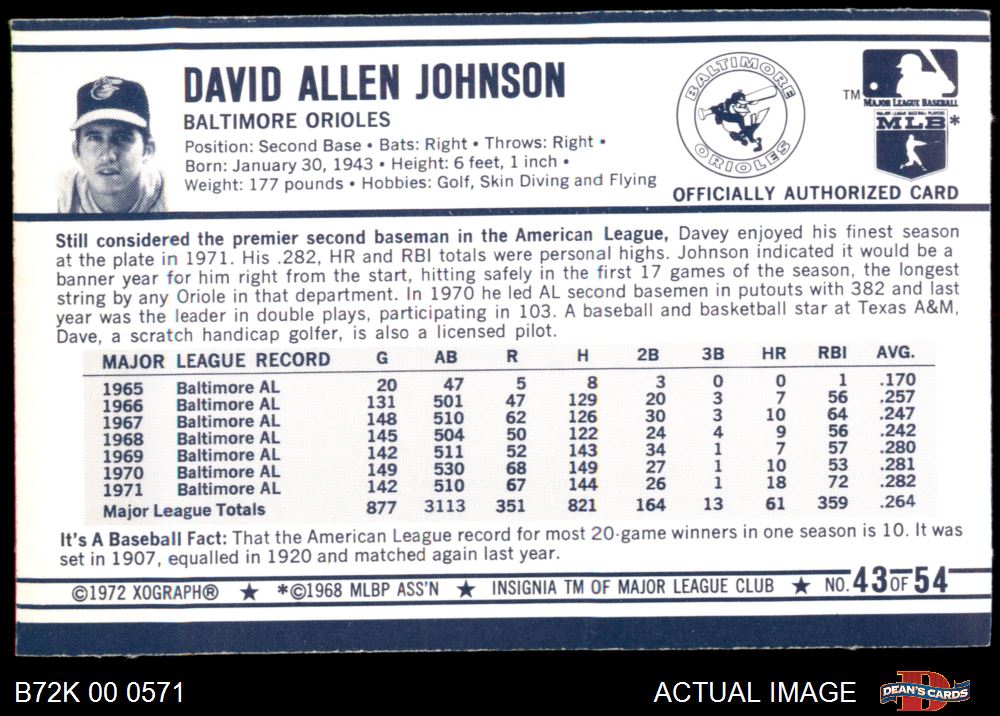 DAVID ALLEN JOHNSON
BALTIMORE ORIOLES
Position: Second Base • Bats: Right • Throws: Right •
Born: January 30, 1943 • Height: 6 feet, 1 inch •
Weight: 177 pounds • Hobbies: Golf, Skin Diving and Flying
BALTIMORE
ORIOLES
TM
MAJOR LEAGUE BASEBALL
MAJOR LEAGUE BASEBALL PLAYERS
MLB*
OFFICIALLY AUTHORIZED CARD
Still considered the premier second baseman in the American League, Davey enjoyed his finest season
at the plate in 1971. His .282, HR and RBI totals were personal highs. Johnson indicated it would be a
banner year for him right from the start, hitting safely in the first 17 games of the season, the longest
string by any Oriole in that department. In 1970 he led AL second basemen in putouts with 382 and last
year was the leader in double plays, participating in 103. A baseball and basketball star at Texas A&M,
Dave, a scratch handicap golfer, is also a licensed pilot.
MAJOR LEAGUE RECORD G AB R H 2B 3B HR RBI AVG.
1965 Baltimore AL 20 47 5 8 3 0 0 1 .170
1966 Baltimore AL 131 501 47 129 20 3 7 56 .257
1967 Baltimore AL 148 510 62 126 30 3 10 64 .247
1968 Baltimore AL 145 504 50 122 24 4 9 56 .242
1969 Baltimore AL 142 511 52 143 34 1 7 57 .280
1970 Baltimore AL 149 530 68 149 27 1 10 53 .281
1971 Baltimore AL 142 510 67 144 26 1 18 72 .282
Major League Totals 877 3113 351 821 164 13 61 359 .264
It's A Baseball Fact: That the American League record for most 20-game winners in one season is 10. It was
set in 1907, equalled in 1920 and matched again last year.
©1972 XOGRAPH® ★ *©1968 MLBP ASS'N ★ INSIGNIA TM OF MAJOR LEAGUE CLUB ★ NO. 43 OF 54
B72K 00 0571
ACTUAL IMAGE
DEAN'S CARDS